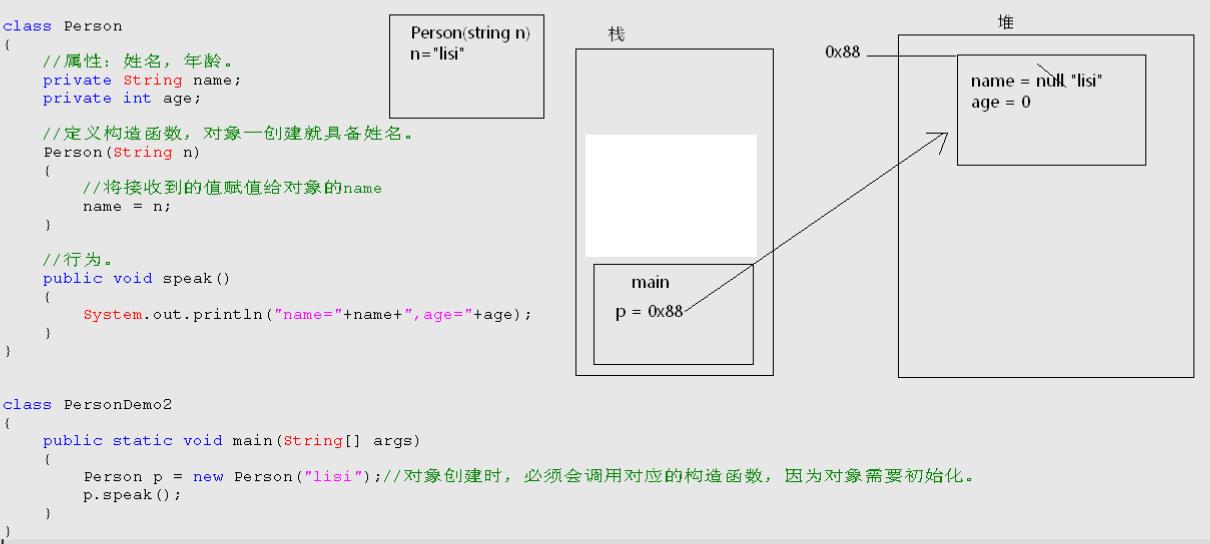 class Person
{
//属性：姓名，年龄。
private String name;
private int age;
//定义构造函数，对象一创建就具备姓名。
Person(String n)
{
//将接收到的值赋值给对象的name
name = n;
}
//行为。
public void speak()
{
System.out.println("name="+name+",age="+age);
}
}
class PersonDemo2
{
public static void main(String[] args)
{
Person p = new Person("lisi");//对象创建时，必须会调用对应的构造函数，因为对象需要初始化。
p.speak();
}
}
Person(string n)
n="lisi"
栈
main
p = 0x88
堆
0x88
name = null, "lisi"
age = 0